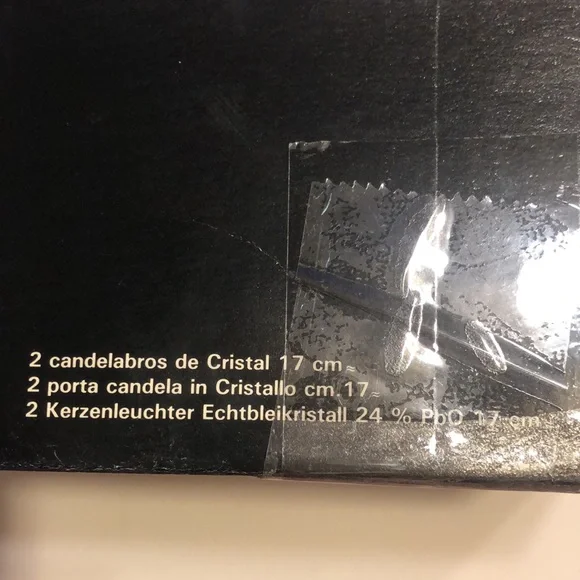 2 candelabros de Cristal 17 cm≈
2 porta candela in Cristallo cm.17≈
2 Kerzenleuchter Echtbleikristall 24 % PbO 17 cm